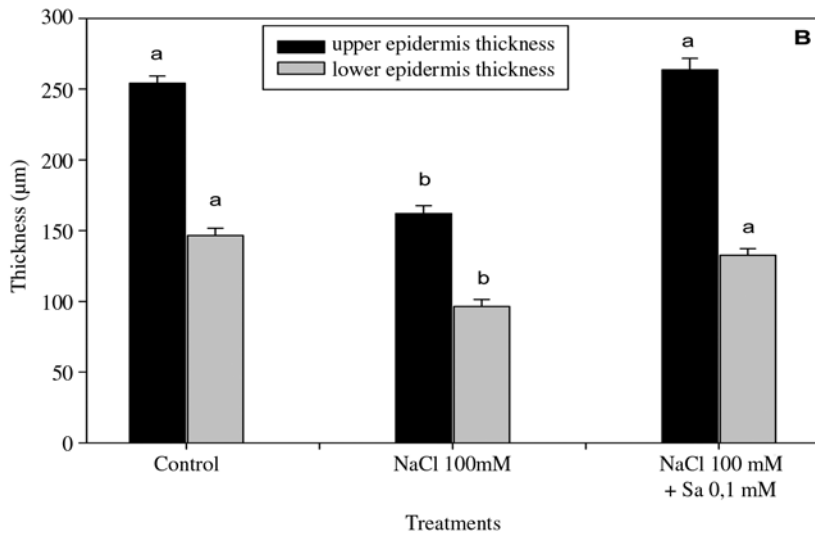 B
upper epidermis thickness
lower epidermis thickness
300
250
200
150
100
50
0
Thickness (µm)
a
a
b
b
a
a
Control
NaCl 100mM
NaCl 100 mM
+ Sa 0,1 mM
Treatments